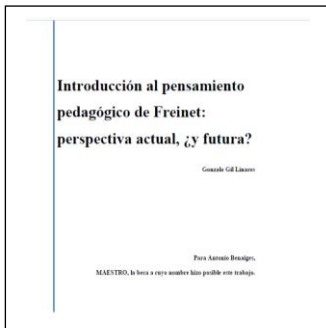 Introducción al pensamiento
pedagógico de Freinet:
perspectiva actual, ¿y futura?
Gonzalo Gil Linares
Para Antonio Benaiges,
MAESTRO, la beca a cuyo nombre hizo posible este trabajo.